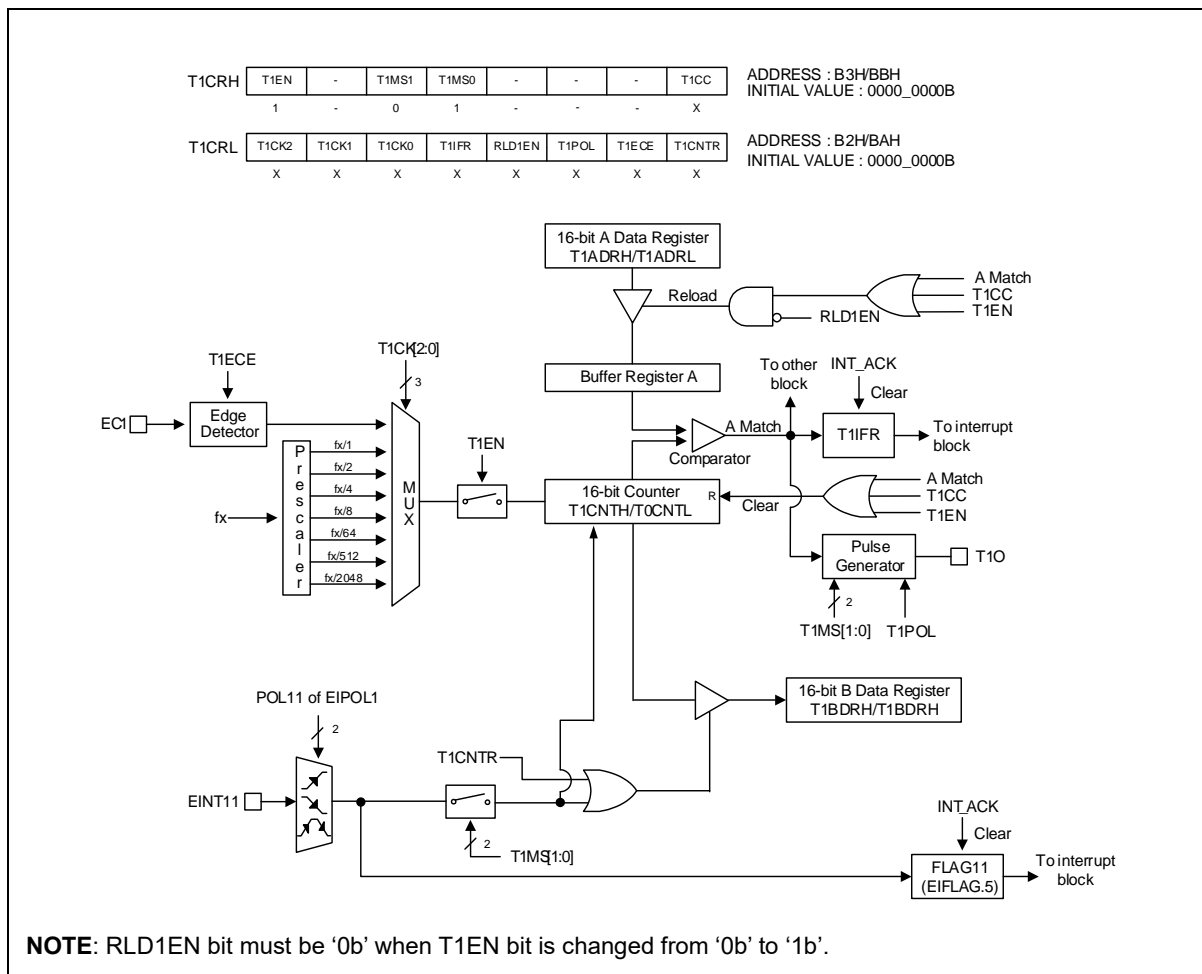 T1CRH T1EN - T1MS1 T1MS0 - - - T1CC
ADDRESS : B3H/BBH
INITIAL VALUE : 0000_0000B
1 - 0 1 - - - X
T1CRL T1CK2 T1CK1 T1CK0 T1IFR RLD1EN T1POL T1ECE T1CNTR
ADDRESS : B2H/BAH
INITIAL VALUE : 0000_0000B
X X X X X X X X
16-bit A Data Register
T1ADRH/T1ADRL
Reload
A Match
T1CC
T1EN
RLD1EN
Buffer Register A
T1ECE
T1CK[2:0]
3
EC1
Edge
Detector
Prescaler
fx
fx/1
fx/2
fx/4
fx/8
fx/64
fx/512
fx/2048
MUX
T1EN
To other
block
INT_ACK
Clear
A Match
Comparator
T1IFR
To interrupt
block
16-bit Counter
T1CNTH/T0CNTL
R
Clear
A Match
T1CC
T1EN
Pulse
Generator
T1O
2
T1MS[1:0]
T1POL
POL11 of EIPOL1
2
16-bit B Data Register
T1BDRH/T1BDRH
T1CNTR
EINT11
2
T1MS[1:0]
INT_ACK
Clear
FLAG11
(EIFLAG.5)
To interrupt
block
NOTE: RLD1EN bit must be ‘0b’ when T1EN bit is changed from ‘0b’ to ‘1b’.